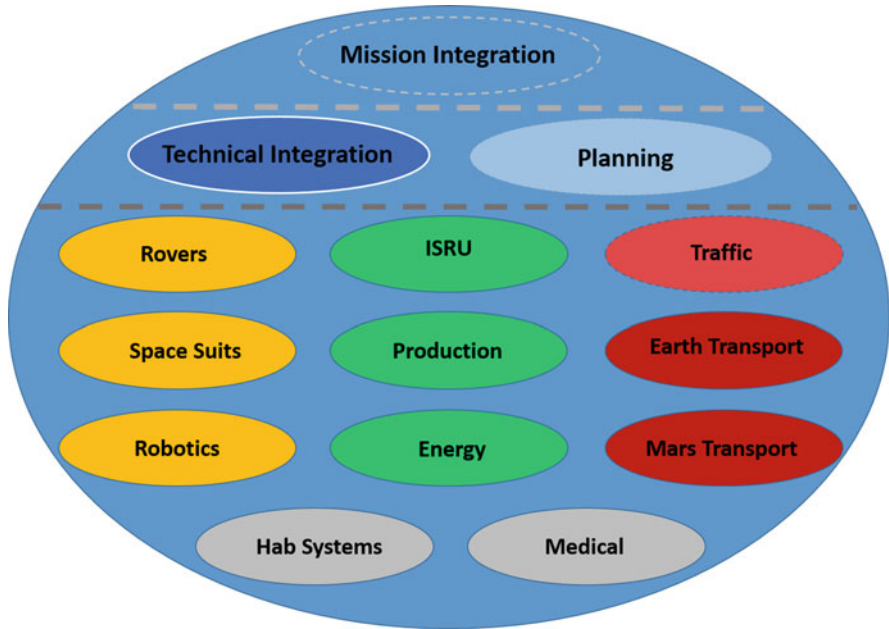 Mission Integration
Technical Integration
Planning
Rovers
ISRU
Traffic
Space Suits
Production
Earth Transport
Robotics
Energy
Mars Transport
Hab Systems
Medical